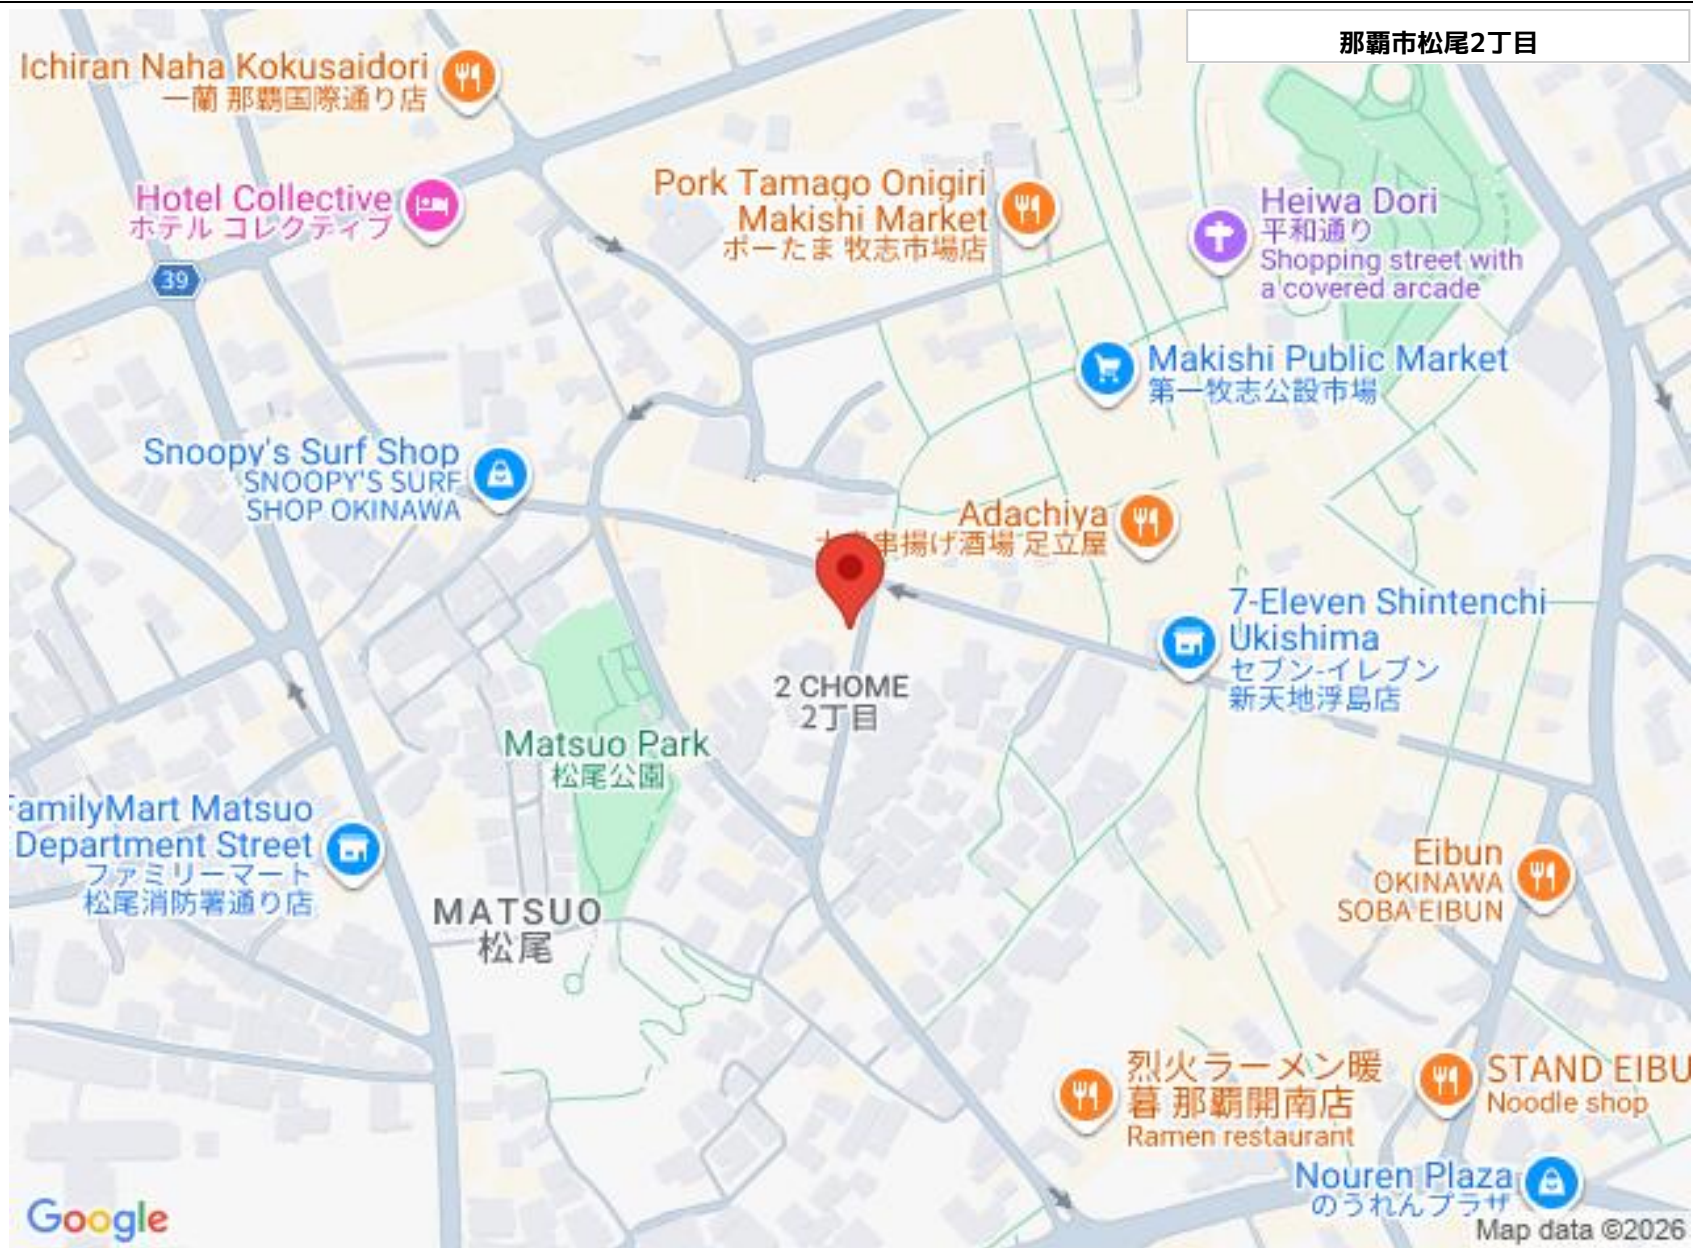 那覇市松尾2丁目
Ichiran Naha Kokusaidori
一蘭 那覇国際通り店
Hotel Collective
ホテル コレクティブ
39
Pork Tamago Onigiri
Makishi Market
ポーたま 牧志市場店
Heiwa Dori
平和通り
Shopping street with
a covered arcade
Makishi Public Market
第一牧志公設市場
Snoopy's Surf Shop
SNOOPY'S SURF
SHOP OKINAWA
Adachiya
串揚げ酒場 足立屋
7-Eleven Shintenchi
Ukishima
セブン-イレブン
新天地浮島店
2 CHOME
2丁目
Matsuo Park
松尾公園
FamilyMart Matsuo
Department Street
ファミリーマート
松尾消防署通り店
MATSUO
松尾
Eibun
OKINAWA
SOBA EIBUN
烈火ラーメン暖
暮 那覇開南店
Ramen restaurant
STAND EIBU
Noodle shop
Nouren Plaza
のうれんプラザ
Google
Map data ©2026